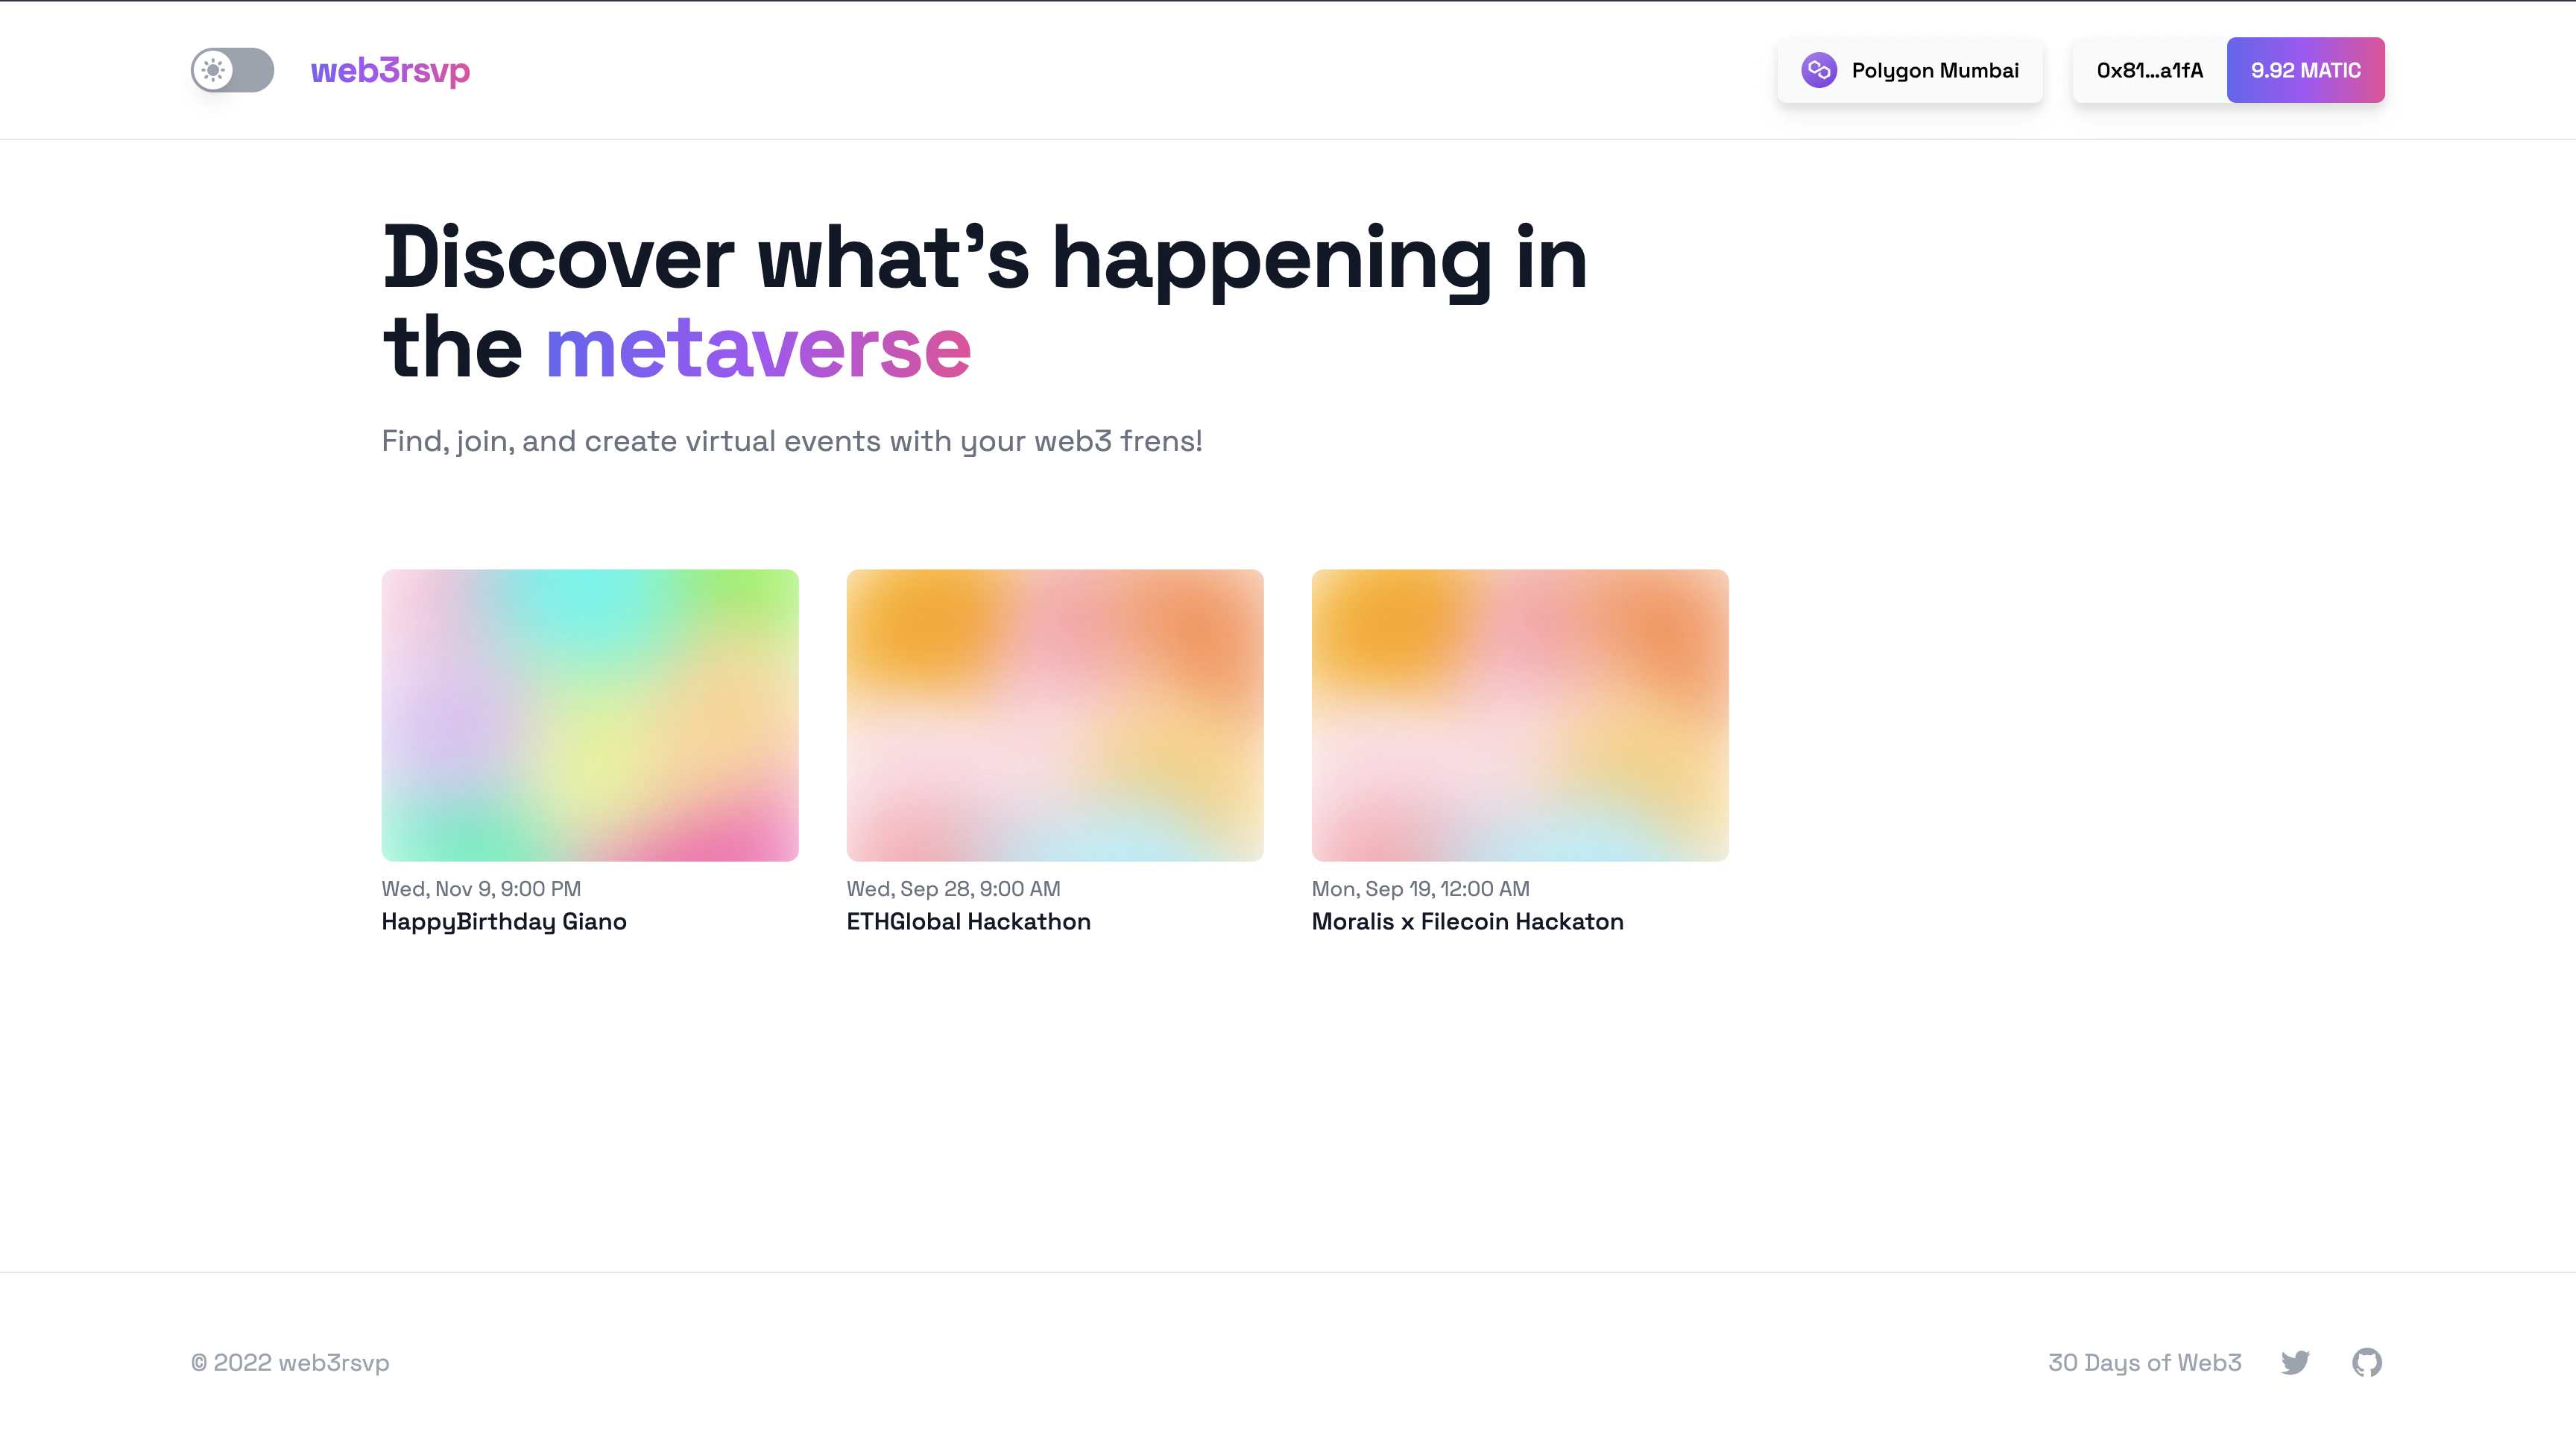 web3rsvp
Polygon Mumbai
0x81...a1fA
9.92 MATIC
Discover what's happening in
the metaverse
Find, join, and create virtual events with your web3 frens!
Wed, Nov 9, 9:00 PM
HappyBirthday Giano
Wed, Sep 28, 9:00 AM
ETHGlobal Hackathon
Mon, Sep 19, 12:00 AM
Moralis x Filecoin Hackaton
© 2022 web3rsvp
30 Days of Web3